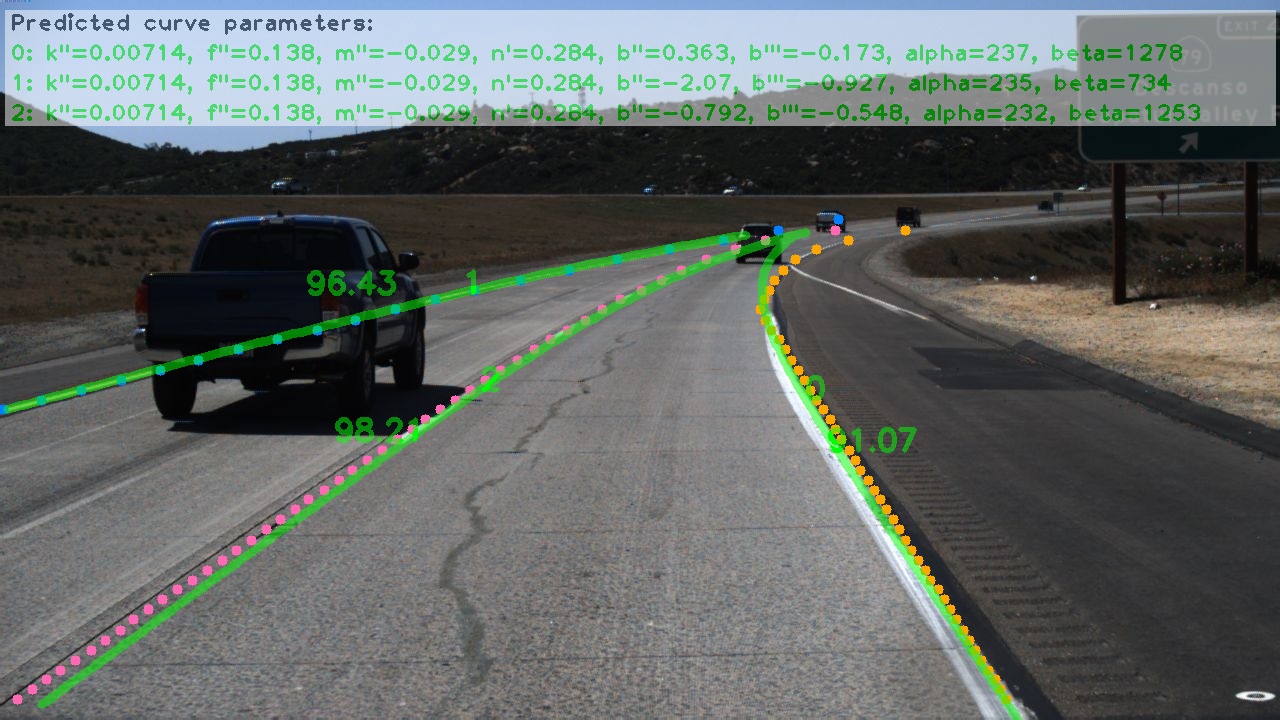 Predicted curve parameters:
0: k''=0.00714, f''=0.138, m''=−0.029, n'=0.284, b''=0.363, b'''=−0.173, alpha=237, beta=1278
1: k''=0.00714, f''=0.138, m''=−0.029, n'=0.284, b''=−2.07, b'''=−0.927, alpha=235, beta=734
2: k''=0.00714, f''=0.138, m''=−0.029, n'=0.284, b''=−0.792, b'''=−0.548, alpha=232, beta=1253
EXIT
79
Descanso
Valley
96.43 1
2
0
98.21
91.07